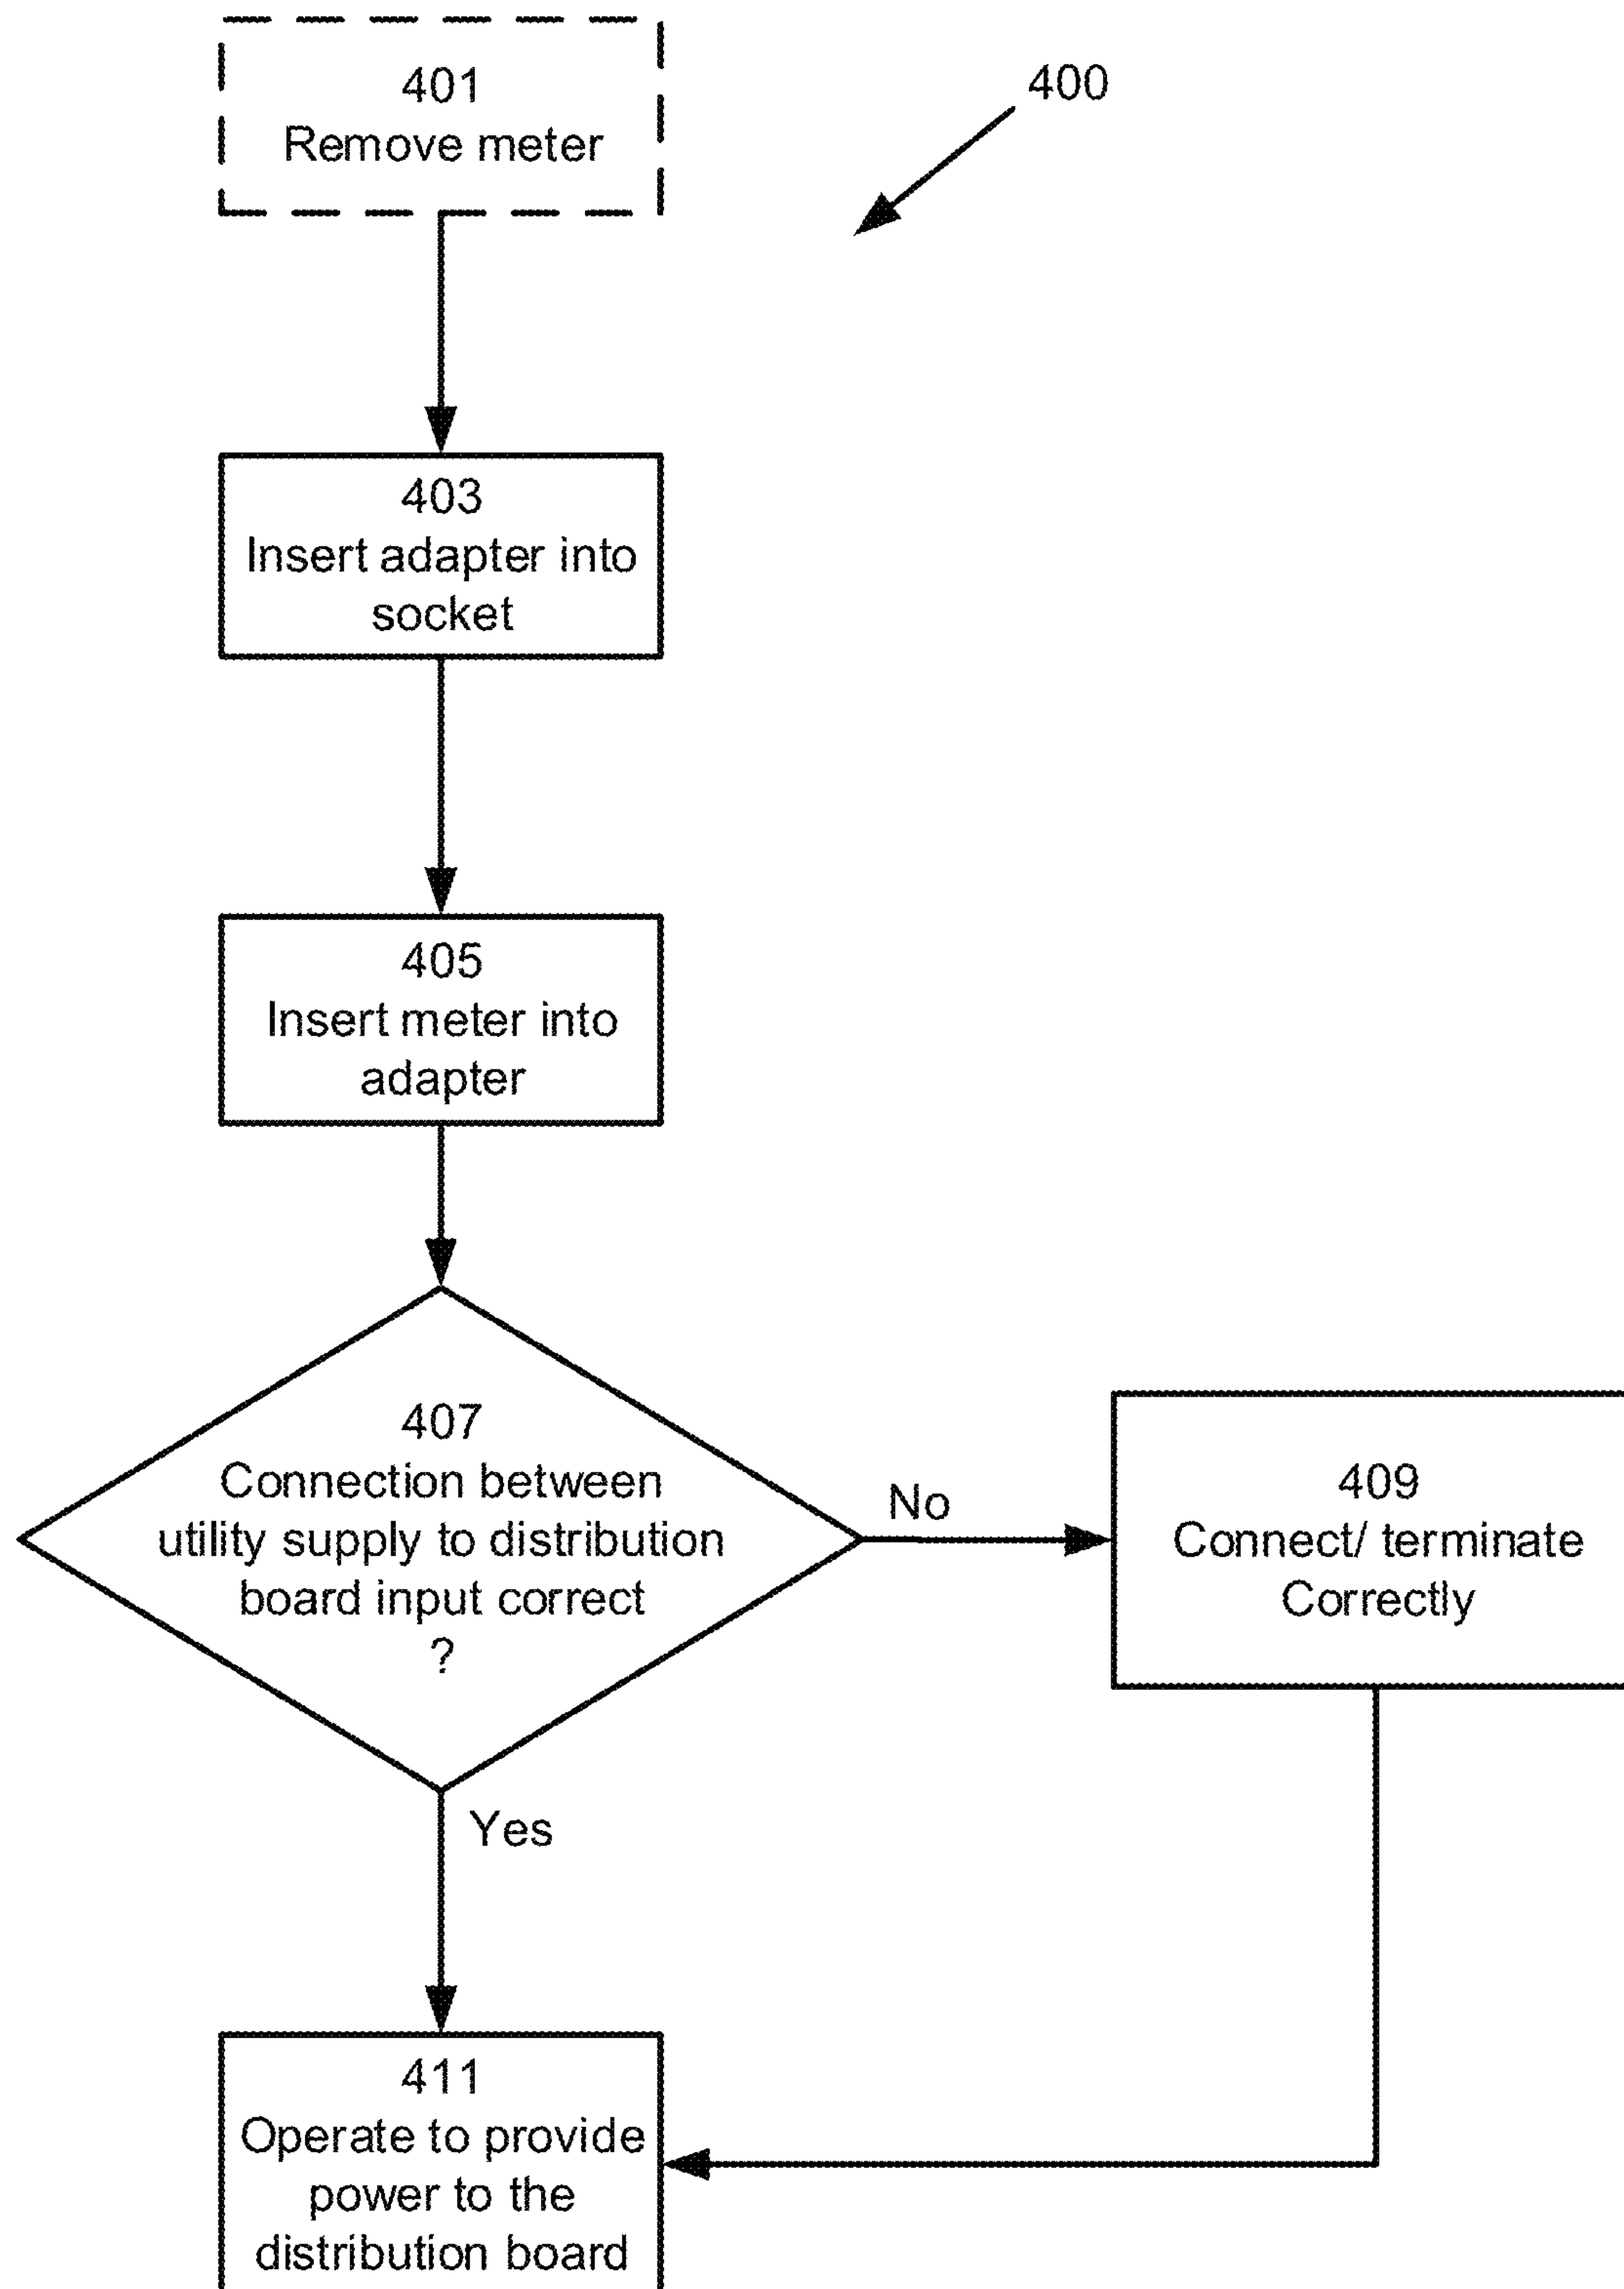 401
Remove meter
400
403
Insert adapter into
socket
405
Insert meter into
adapter
407
Connection between
utility supply to distribution
board input correct
?
No
409
Connect/ terminate
Correctly
Yes
411
Operate to provide
power to the
distribution board